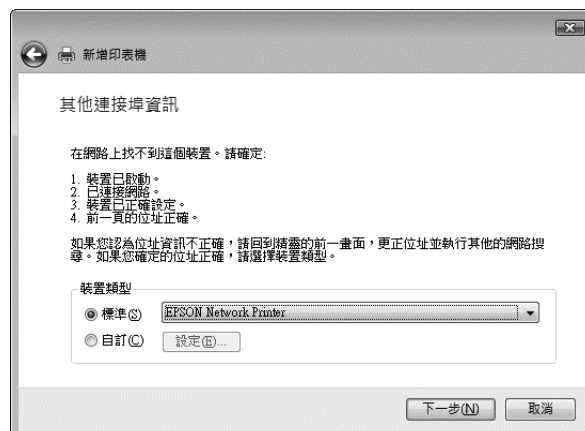 新增印表機
其他連接埠資訊
在網路上找不到這個裝置。請確定:
1. 裝置已啟動。
2. 已連接網路。
3. 裝置已正確設定。
4. 前一頁的位址正確。
如果您認為位址資訊不正確，請回到精靈的前一畫面，更正位址並執行其他的網路搜
尋。如果您確定的位址正確，請選擇裝置類型。
裝置類型
標準(S) EPSON Network Printer
自訂(C) 設定(E)...
下一步(N) 取消